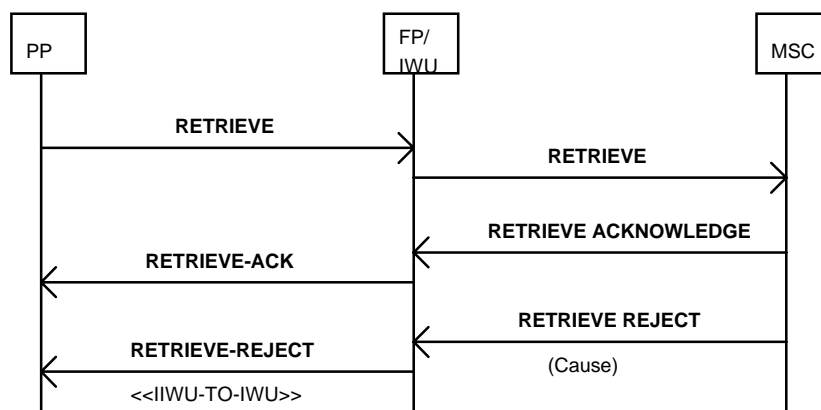 PP
FP/
IWU
MSC
RETRIEVE
RETRIEVE
RETRIEVE ACKNOWLEDGE
RETRIEVE-ACK
RETRIEVE REJECT
RETRIEVE-REJECT
(Cause)
<<IIWU-TO-IWU>>